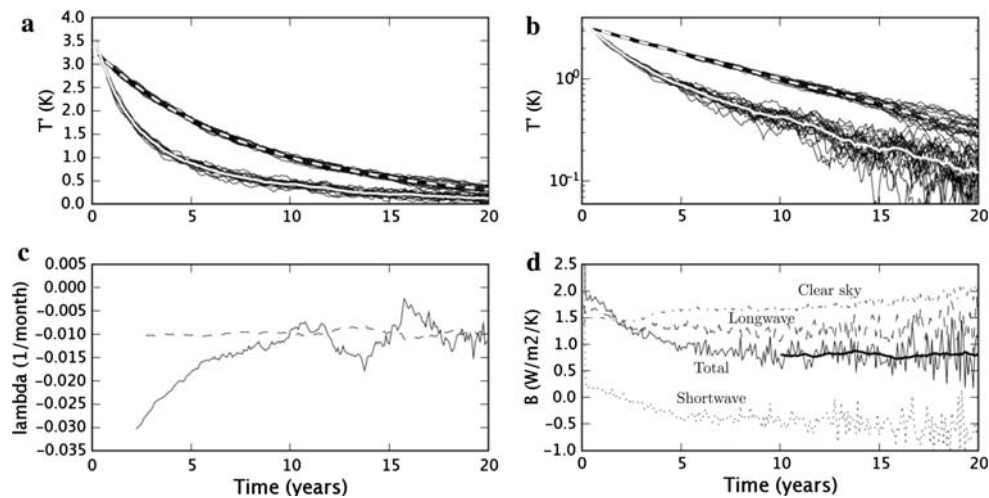 a
4.0
3.5
3.0
2.5
2.0
1.5
1.0
0.5
0.0
T' (K)
0 5 10 15 20
b
10^0
10^-1
T' (K)
0 5 10 15 20
c
0.005
0.000
−0.005
−0.010
−0.015
−0.020
−0.025
−0.030
−0.035
lambda (1/month)
0 5 10 15 20
Time (years)
d
2.5
2.0
1.5
1.0
0.5
0.0
−0.5
−1.0
B (W/m2/K)
Clear sky
Longwave
Total
Shortwave
0 5 10 15 20
Time (years)